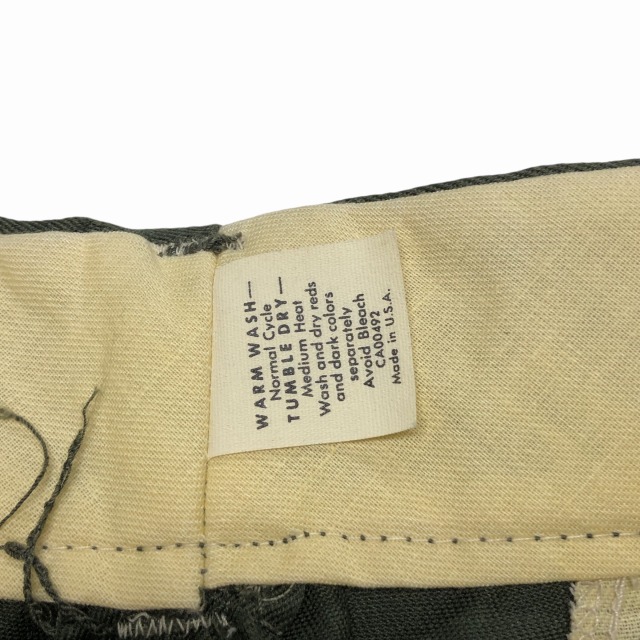 WARM WASH—
Normal Cycle
TUMBLE DRY—
Medium Heat
Wash and dry reds
and dark colors
separately
Avoid Bleach
CA00492
Made in U.S.A.